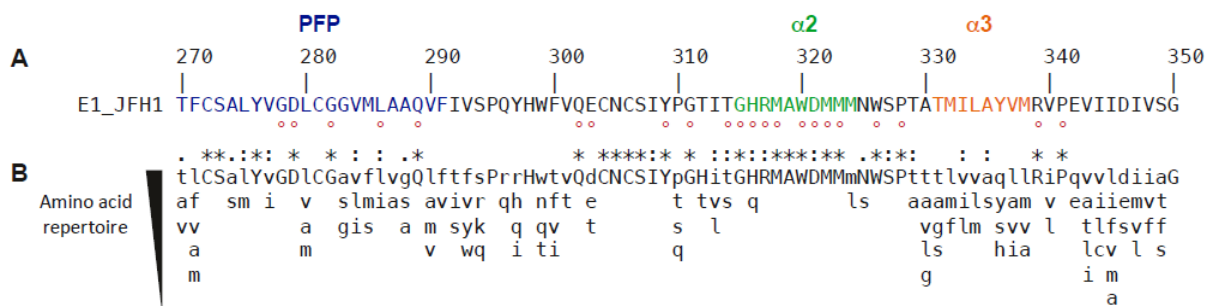 PFP α2 α3
A 270 280 290 300 310 320 330 340 350
| | | | | | | | |
E1_JFH1 TFCSALYVGDLCGGVMLAAQVFIVSPQYHWFVQECNCSIYPGTITGHRMAWDMMMNWSPTATMILAYVMRVPEVIIDIVSG
. **.:*: * * : : .* * ****:* * ::*:*****:: .*:** : : * *
B tlCSalYvGDlCGavflvgQlftfsPrrHwtvQdCNCSIYpGHitGHRMAWDMMmNWSPtttlvvaqllRiPqvvldiiaG
Amino acid repertoire
af sm i v slmias avivr qh nft e t tvs q ls aaamilsyam v eaiiemvt
vv a gis a m syk q qv t s l vgflm svv l tlfsvff
a m v wq i ti q ls hia lcv l s
m g i m
a